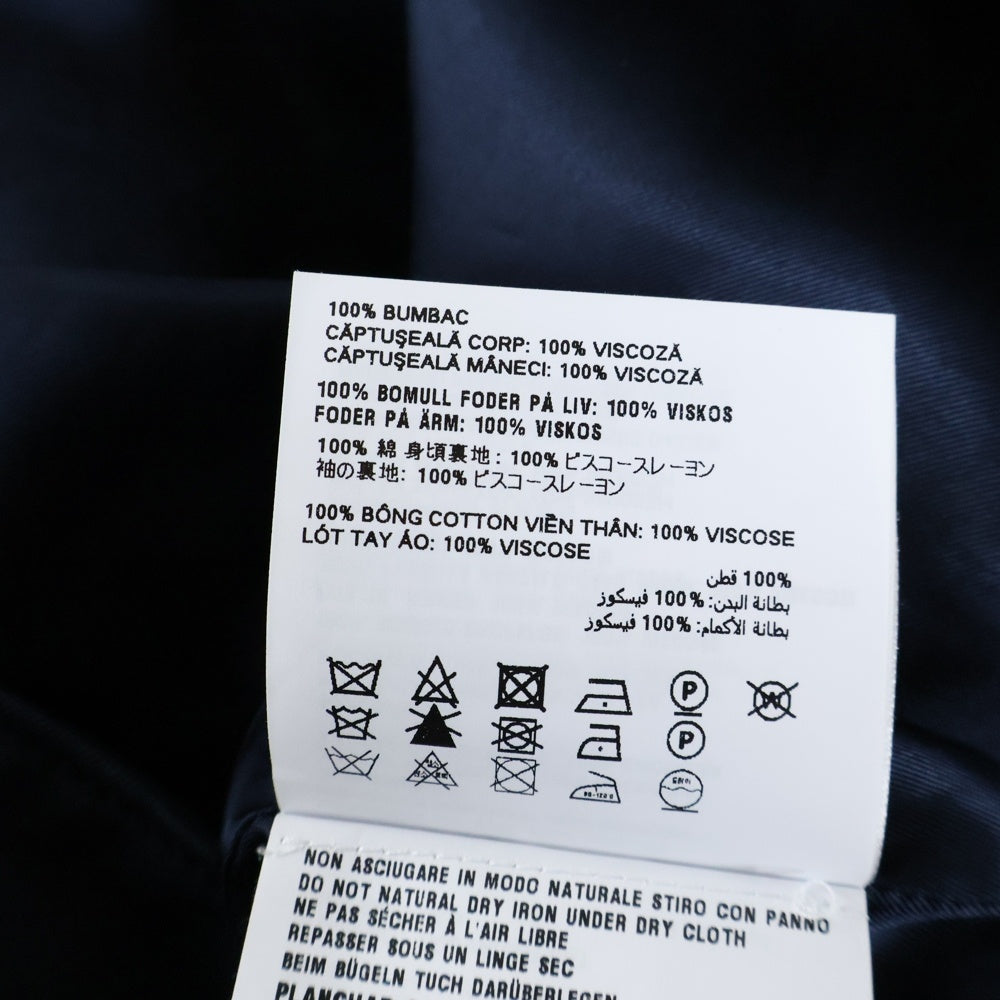 100% BUMBAC
CĂPTUŞEALĂ CORP: 100% VISCOZĂ
CĂPTUŞEALĂ MÂNECI: 100% VISCOZĂ
100% BOMULL FODER PÅ LIV: 100% VISKOS
FODER PÅ ÄRM: 100% VISKOS
100% 綿 身頃裏地: 100% ビスコースレーヨン
袖の裏地: 100% ビスコースレーヨン
100% BÔNG COTTON VIỀN THÂN: 100% VISCOSE
LÓT TAY ÁO: 100% VISCOSE
100% قطن
بطانة البدن: 100% فيسكوز
بطانة الأكمام: 100% فيسكوز
P W
P
NON ASCIUGARE IN MODO NATURALE STIRO CON PANNO
DO NOT NATURAL DRY IRON UNDER DRY CLOTH
NE PAS SÉCHER À L'AIR LIBRE
REPASSER SOUS UN LINGE SEC
BEIM BÜGELN TUCH DARÜBERLEGEN